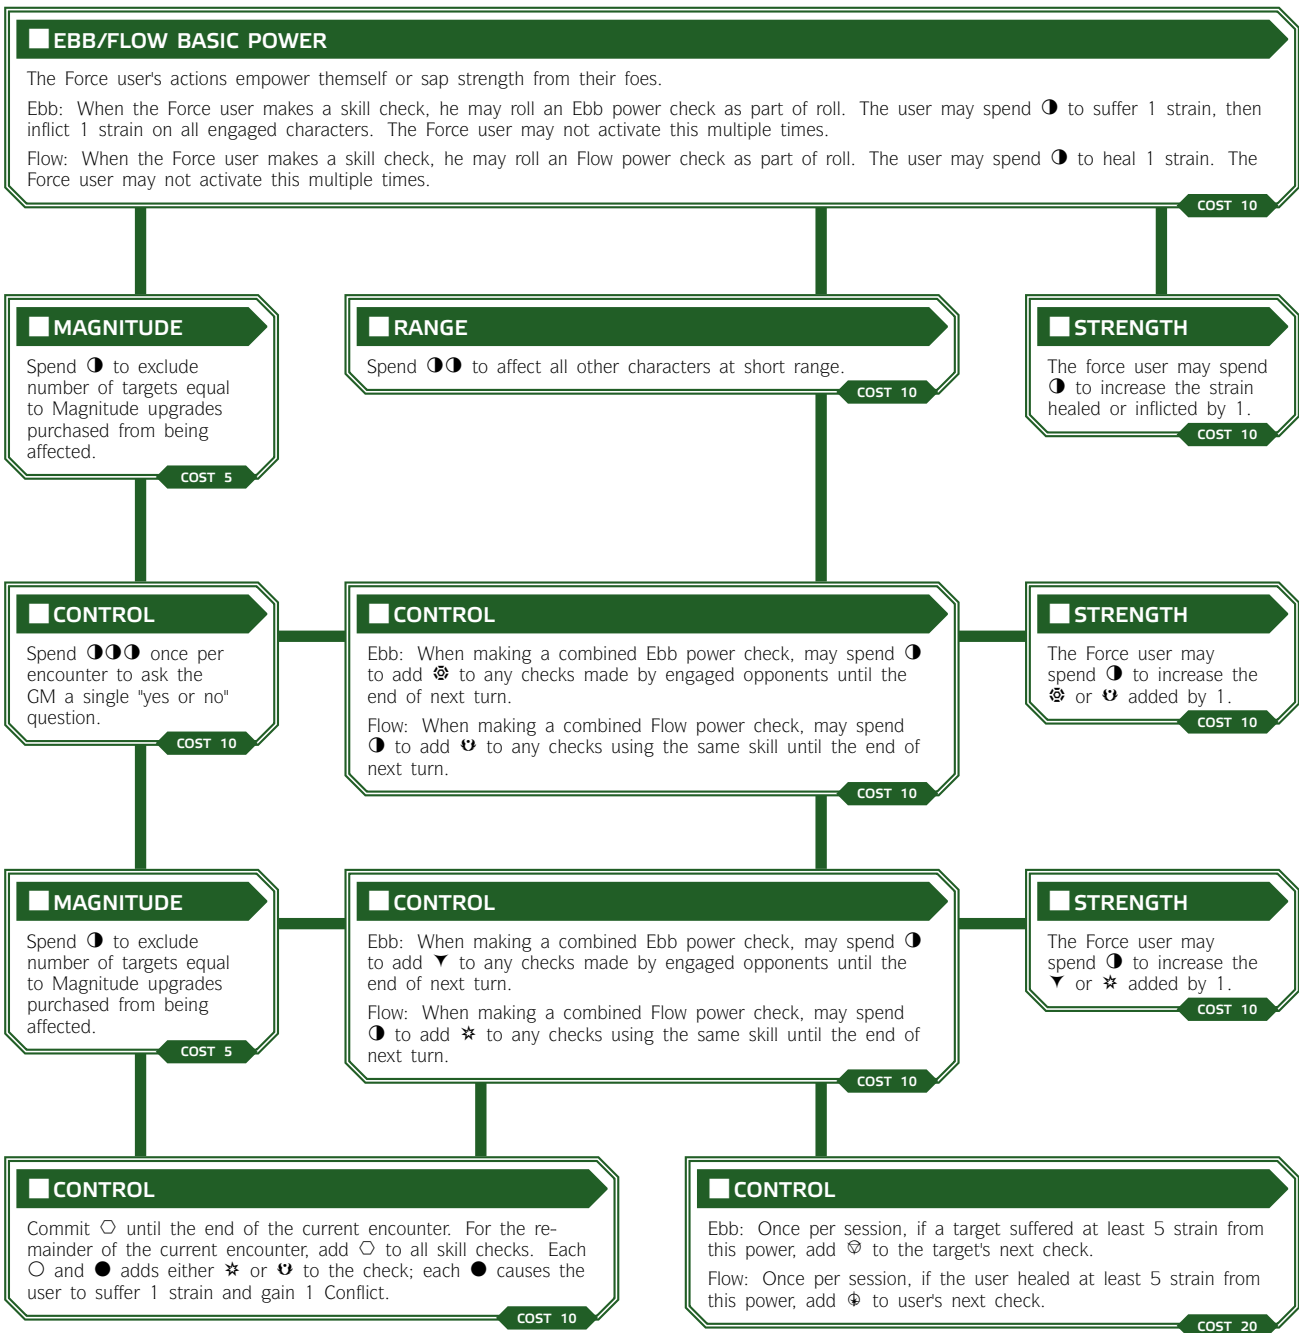 EBB/FLOW BASIC POWER
The Force user's actions empower themself or sap strength from their foes.
Ebb: When the Force user makes a skill check, he may roll an Ebb power check as part of roll. The user may spend ◑ to suffer 1 strain, then
inflict 1 strain on all engaged characters. The Force user may not activate this multiple times.
Flow: When the Force user makes a skill check, he may roll an Flow power check as part of roll. The user may spend ◑ to heal 1 strain. The
Force user may not activate this multiple times.
COST 10
MAGNITUDE
Spend ◑ to exclude
number of targets equal
to Magnitude upgrades
purchased from being
affected.
COST 5
RANGE
Spend ◑◑ to affect all other characters at short range.
COST 10
STRENGTH
The force user may spend
◑ to increase the strain
healed or inflicted by 1.
COST 10
CONTROL
Spend ◑◑◑ once per
encounter to ask the
GM a single "yes or no"
question.
COST 10
CONTROL
Ebb: When making a combined Ebb power check, may spend ◑
to add to any checks made by engaged opponents until the
end of next turn.
Flow: When making a combined Flow power check, may spend
◑ to add to any checks using the same skill until the end of
next turn.
COST 10
STRENGTH
The Force user may
spend ◑ to increase the
or added by 1.
COST 10
MAGNITUDE
Spend ◑ to exclude
number of targets equal
to Magnitude upgrades
purchased from being
affected.
COST 5
CONTROL
Ebb: When making a combined Ebb power check, may spend ◑
to add to any checks made by engaged opponents until the
end of next turn.
Flow: When making a combined Flow power check, may spend
◑ to add to any checks using the same skill until the end of
next turn.
COST 10
STRENGTH
The Force user may
spend ◑ to increase the
or added by 1.
COST 10
CONTROL
Commit ⬡ until the end of the current encounter. For the re-
mainder of the current encounter, add ⬡ to all skill checks. Each
○ and ● adds either or to the check; each ● causes the
user to suffer 1 strain and gain 1 Conflict.
COST 10
CONTROL
Ebb: Once per session, if a target suffered at least 5 strain from
this power, add to the target's next check.
Flow: Once per session, if the user healed at least 5 strain from
this power, add to user's next check.
COST 20